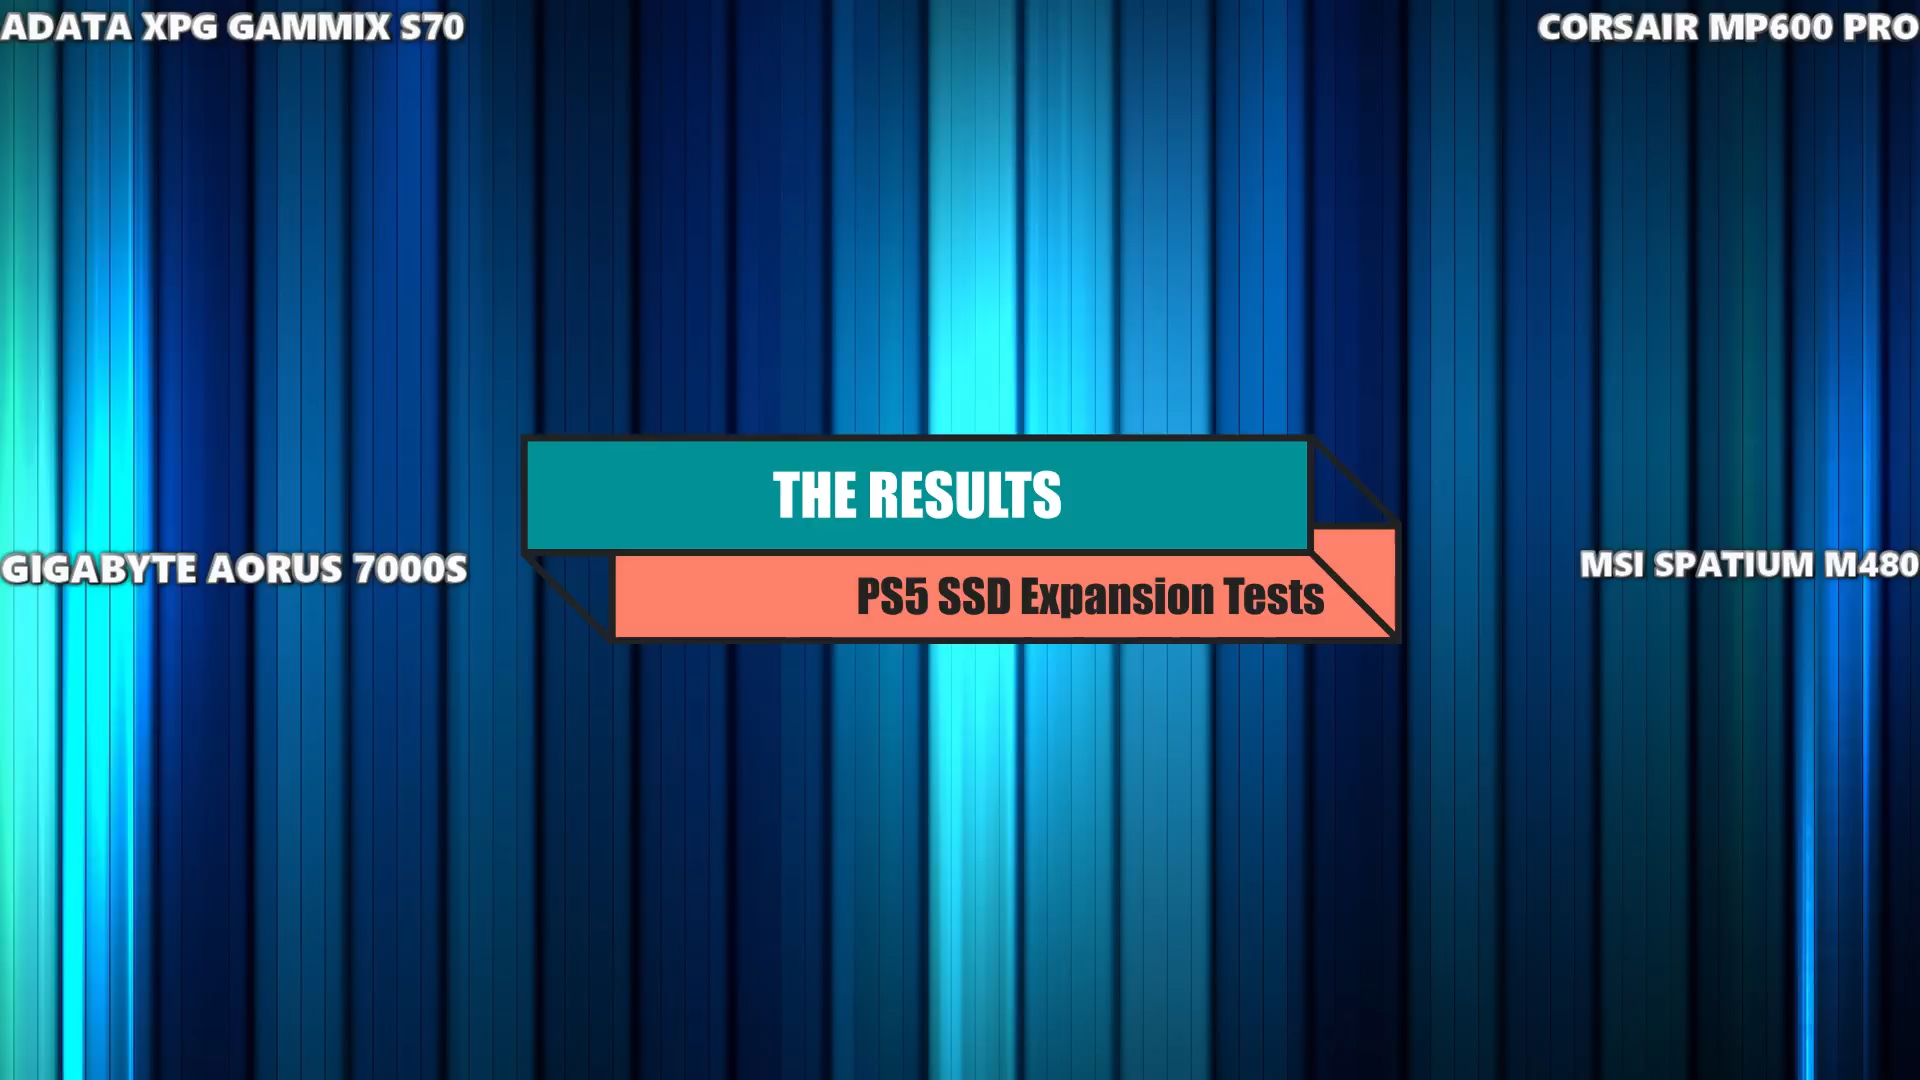 ADATA XPG GAMMIX S70
CORSAIR MP600 PRO
THE RESULTS
GIGABYTE AORUS 7000S
MSI SPATIUM M480
PS5 SSD Expansion Tests